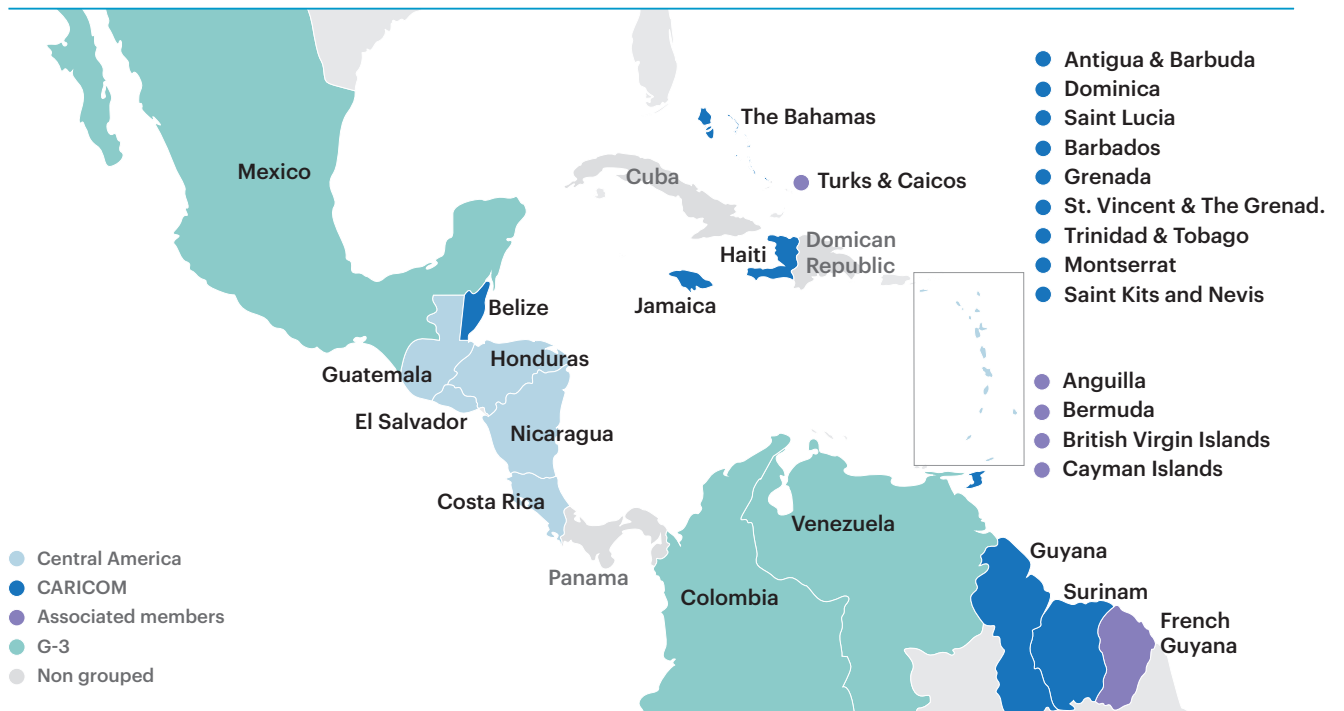 Antigua & Barbuda
Dominica
Saint Lucia
Barbados
Grenada
St. Vincent & The Grenad.
Trinidad & Tobago
Montserrat
Saint Kits and Nevis
The Bahamas
Mexico
Cuba
Turks & Caicos
Haiti
Domican
Republic
Jamaica
Belize
Honduras
Guatemala
El Salvador
Nicaragua
Anguilla
Bermuda
British Virgin Islands
Cayman Islands
Costa Rica
Venezuela
Panama
Colombia
Guyana
Surinam
French
Guyana
Central America
CARICOM
Associated members
G-3
Non grouped